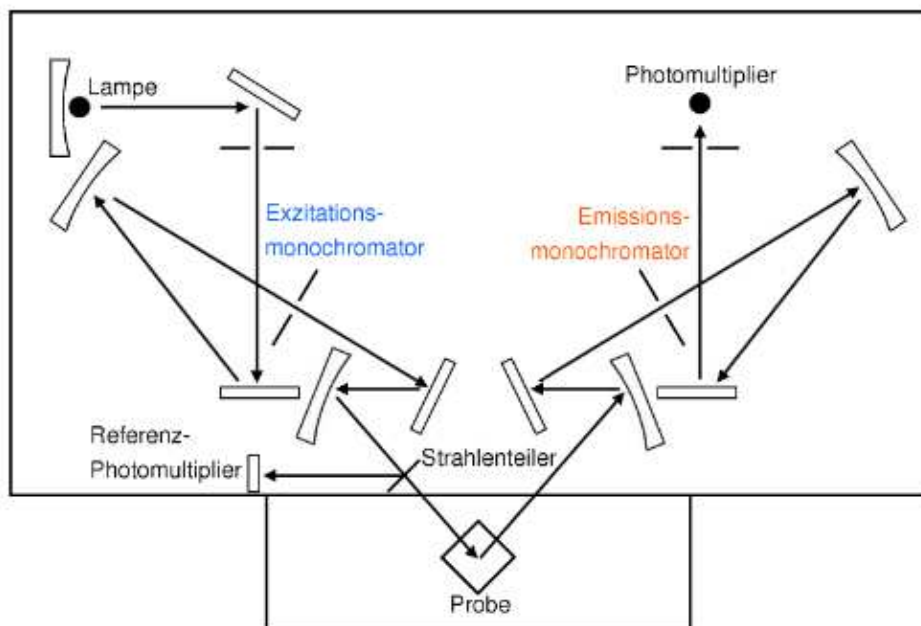 Lampe
Photomultiplier
Exzitations-
monochromator
Emissions-
monochromator
Referenz-
Photomultiplier
Strahlenteiler
Probe